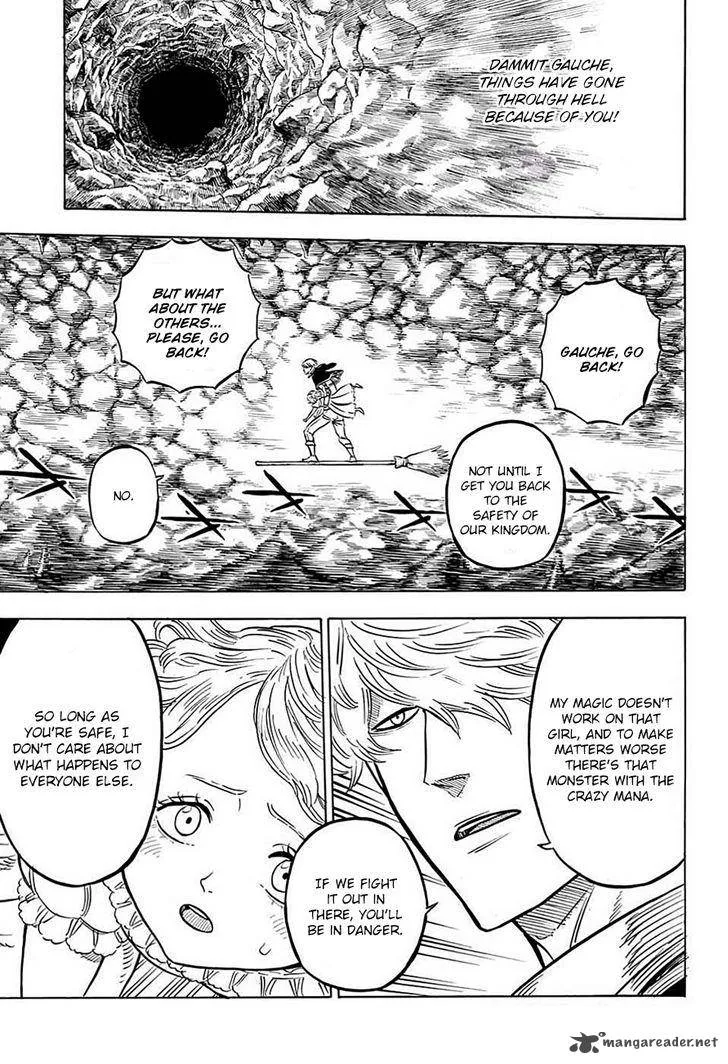 DAMMIT GAUCHE,
THINGS HAVE GONE
THROUGH HELL
BECAUSE OF YOU!
GAUCHE, GO
BACK!
BUT WHAT
ABOUT THE
OTHERS...
PLEASE, GO
BACK!
NOT UNTIL I
GET YOU BACK
TO THE
SAFETY OF
OUR KINGDOM.
NO.
MY MAGIC DOESN'T
WORK ON THAT
GIRL, AND TO MAKE
MATTERS WORSE
THERE'S THAT
MONSTER WITH THE
CRAZY MANA.
IF WE FIGHT
IT OUT IN
THERE, YOU'LL
BE IN DANGER.
SO LONG AS
YOU'RE SAFE, I
DON'T CARE ABOUT
WHAT HAPPENS TO
EVERYONE ELSE.
mangareader.net